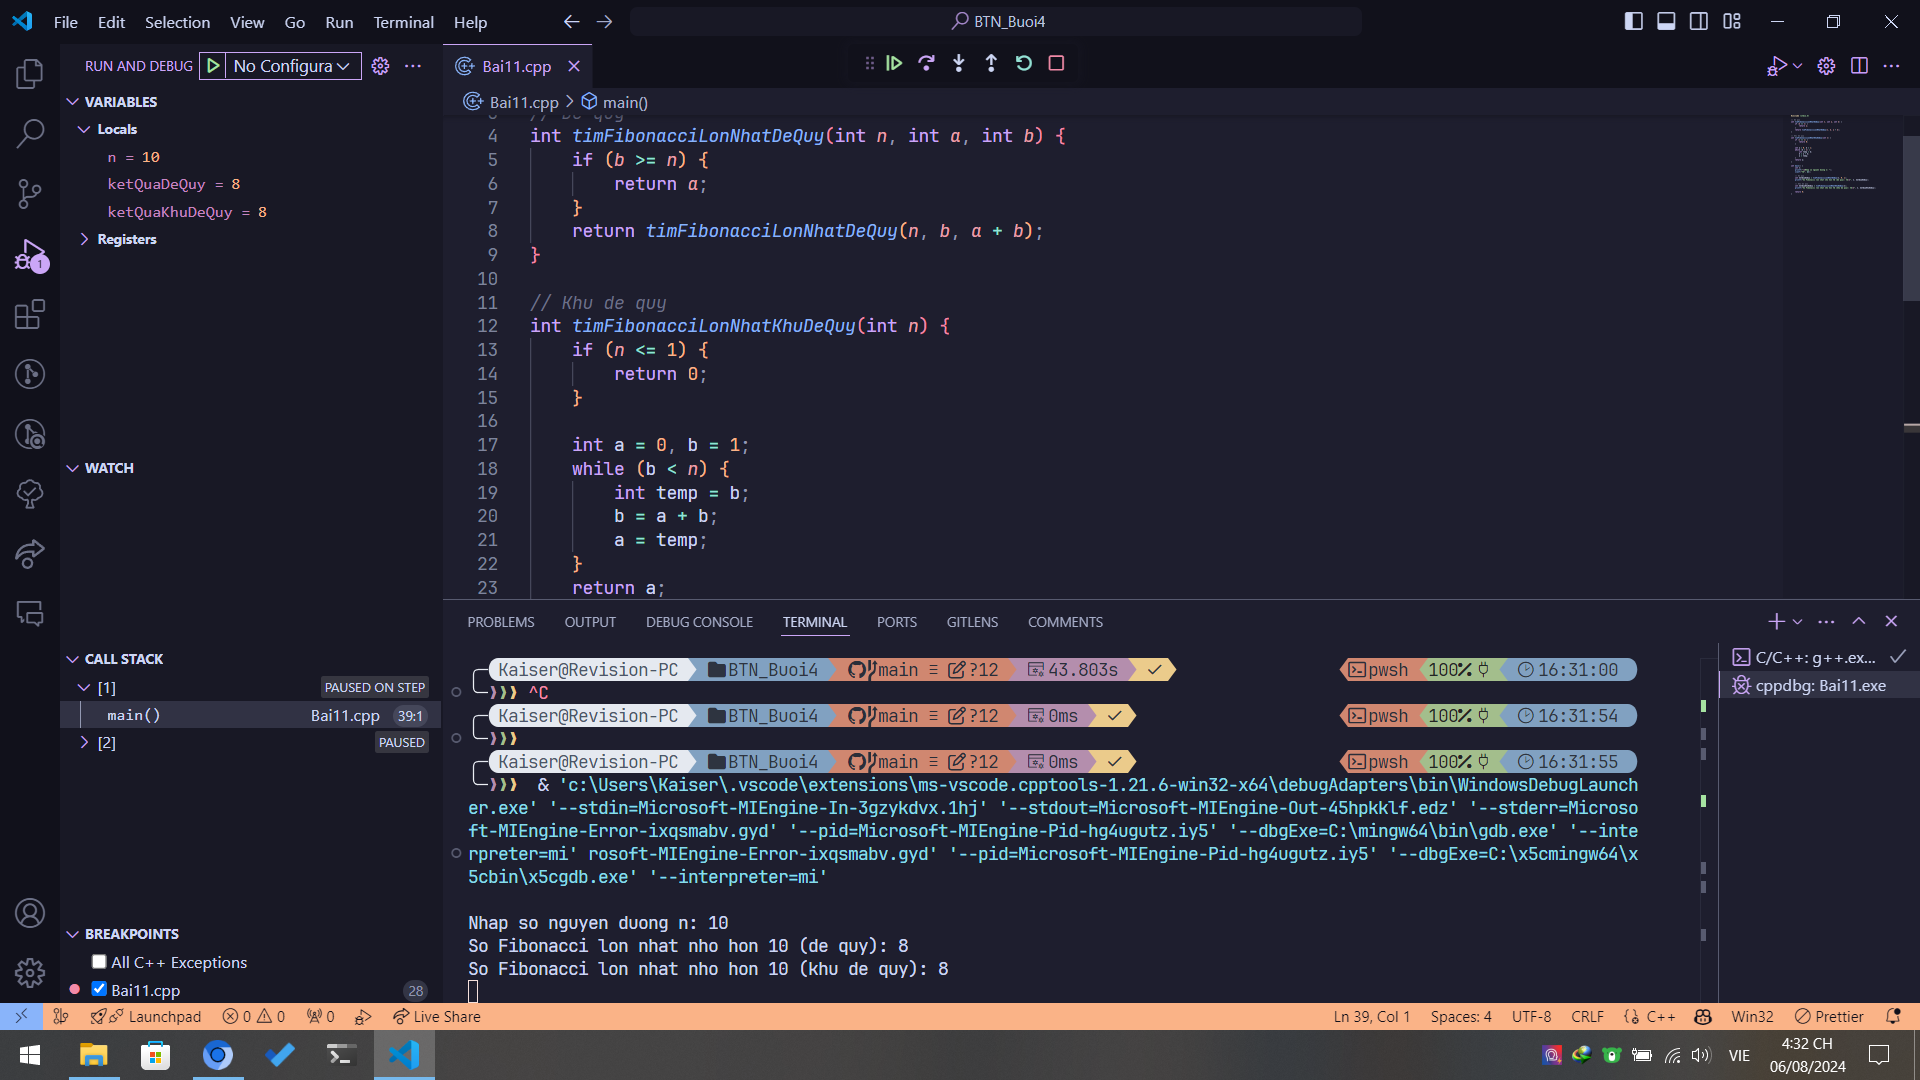 File Edit Selection View Go Run Terminal Help
BTN_Buoi4
RUN AND DEBUG No Configura
VARIABLES
Locals
n = 10
ketQuaDeQuy = 8
ketQuaKhuDeQuy = 8
Registers
1
WATCH
CALL STACK
[1] PAUSED ON STEP
main() Bai11.cpp 39:1
[2] PAUSED
BREAKPOINTS
All C++ Exceptions
Bai11.cpp 28
Bai11.cpp
Bai11.cpp > main()
3 // De quy
4 int timFibonacciLonNhatDeQuy(int n, int a, int b) {
5 if (b >= n) {
6 return a;
7 }
8 return timFibonacciLonNhatDeQuy(n, b, a + b);
9 }
10
11 // Khu de quy
12 int timFibonacciLonNhatKhuDeQuy(int n) {
13 if (n <= 1) {
14 return 0;
15 }
16
17 int a = 0, b = 1;
18 while (b < n) {
19 int temp = b;
20 b = a + b;
21 a = temp;
22 }
23 return a;
PROBLEMS OUTPUT DEBUG CONSOLE TERMINAL PORTS GITLENS COMMENTS
Kaiser@Revision-PC BTN_Buoi4 main ≡ ?12 43.803s ✓ pwsh 100% 16:31:00
❯❯❯ ^C
Kaiser@Revision-PC BTN_Buoi4 main ≡ ?12 0ms ✓ pwsh 100% 16:31:54
❯❯❯
Kaiser@Revision-PC BTN_Buoi4 main ≡ ?12 0ms ✓ pwsh 100% 16:31:55
❯❯❯ & 'c:\Users\Kaiser\.vscode\extensions\ms-vscode.cpptools-1.21.6-win32-x64\debugAdapters\bin\WindowsDebugLaunch
er.exe' '--stdin=Microsoft-MIEngine-In-3gzykdvx.1hj' '--stdout=Microsoft-MIEngine-Out-45hpkklf.edz' '--stderr=Microso
ft-MIEngine-Error-ixqsmabv.gyd' '--pid=Microsoft-MIEngine-Pid-hg4ugutz.iy5' '--dbgExe=C:\mingw64\bin\gdb.exe' '--inte
rpreter=mi' rosoft-MIEngine-Error-ixqsmabv.gyd' '--pid=Microsoft-MIEngine-Pid-hg4ugutz.iy5' '--dbgExe=C:\x5cmingw64\x
5cbin\x5cgdb.exe' '--interpreter=mi'
Nhap so nguyen duong n: 10
So Fibonacci lon nhat nho hon 10 (de quy): 8
So Fibonacci lon nhat nho hon 10 (khu de quy): 8
C/C++: g++.ex...
cppdbg: Bai11.exe
Launchpad 0 0 0 Live Share Ln 39, Col 1 Spaces: 4 UTF-8 CRLF C++ Win32 Prettier
VIE
4:32 CH
06/08/2024